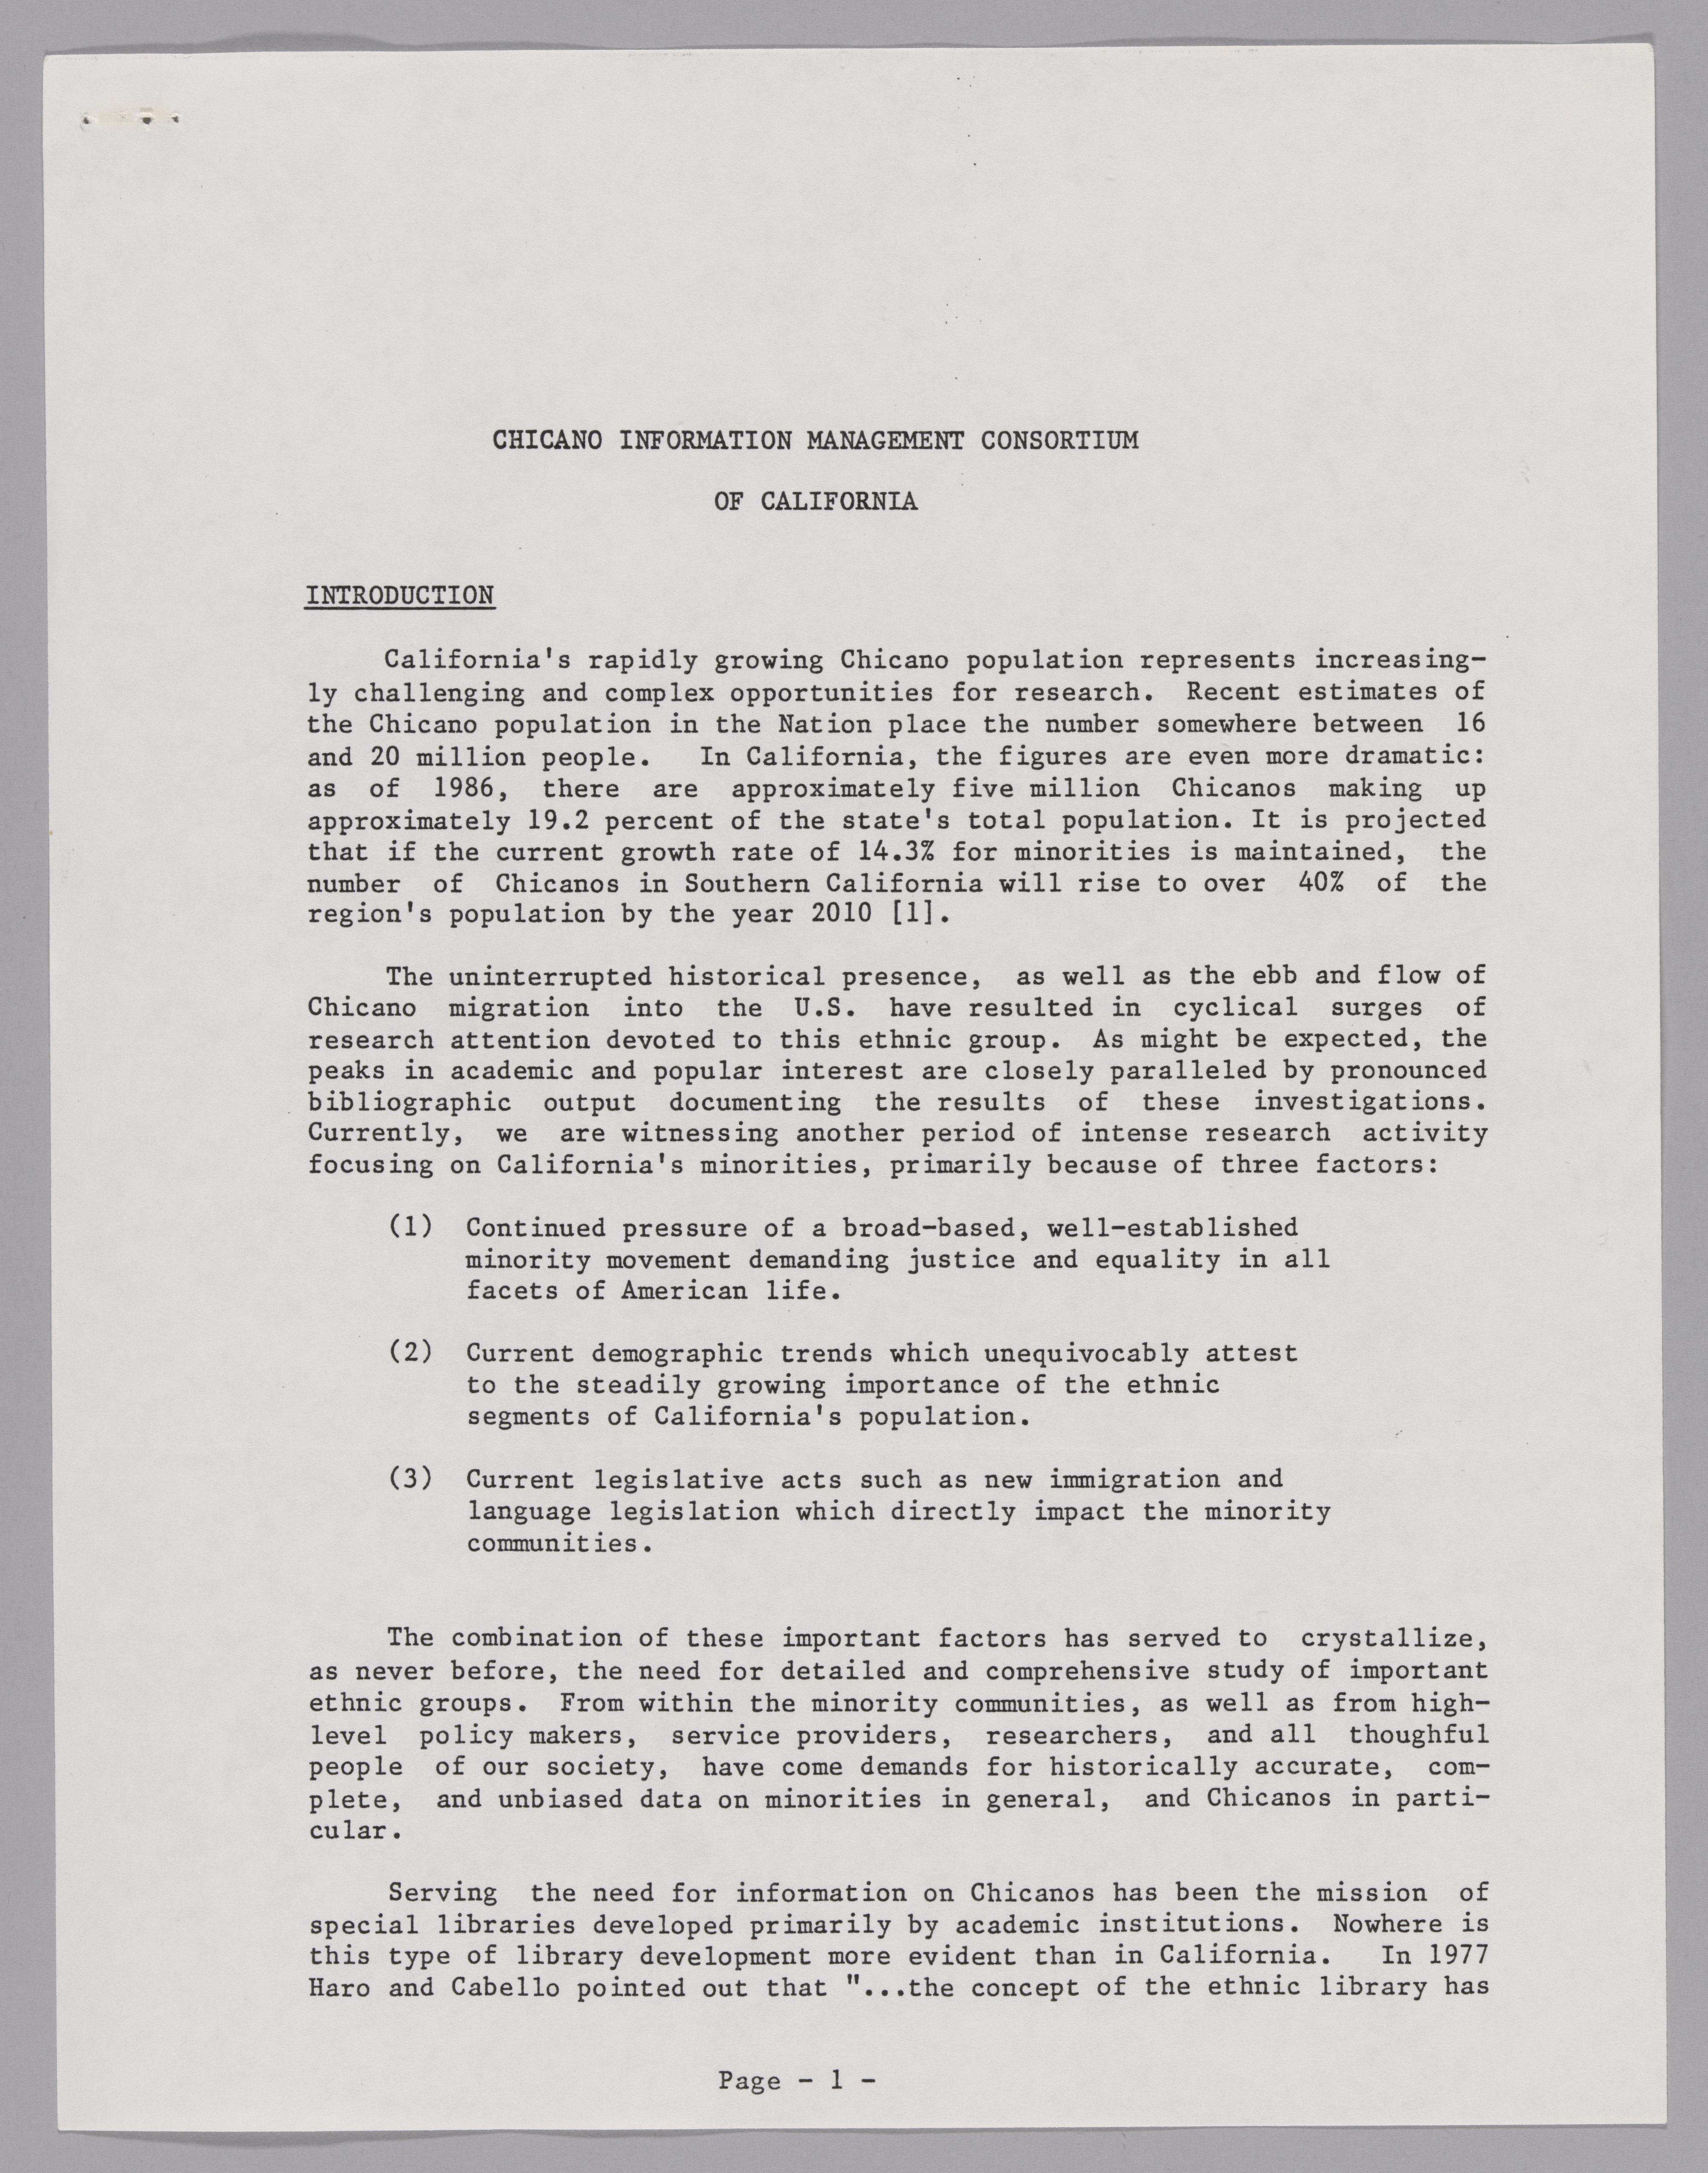 CHICANO INFORMATION MANAGEMENT CONSORTIUM
OF CALIFORNIA
INTRODUCTION
California's rapidly growing Chicano population represents increasing-
ly challenging and complex opportunities for research. Recent estimates of
the Chicano population in the Nation place the number somewhere between 16
and 20 million people. In California, the figures are even more dramatic:
as of 1986, there are approximately five million Chicanos making up
approximately 19.2 percent of the state's total population. It is projected
that if the current growth rate of 14.3% for minorities is maintained, the
number of Chicanos in Southern California will rise to over 40% of the
region's population by the year 2010 [1].
The uninterrupted historical presence, as well as the ebb and flow of
Chicano migration into the U.S. have resulted in cyclical surges of
research attention devoted to this ethnic group. As might be expected, the
peaks in academic and popular interest are closely paralleled by pronounced
bibliographic output documenting the results of these investigations.
Currently, we are witnessing another period of intense research activity
focusing on California's minorities, primarily because of three factors:
(1) Continued pressure of a broad-based, well-established
minority movement demanding justice and equality in all
facets of American life.
(2) Current demographic trends which unequivocably attest
to the steadily growing importance of the ethnic
segments of California's population.
(3) Current legislative acts such as new immigration and
language legislation which directly impact the minority
communities.
The combination of these important factors has served to crystallize,
as never before, the need for detailed and comprehensive study of important
ethnic groups. From within the minority communities, as well as from high-
level policy makers, service providers, researchers, and all thoughful
people of our society, have come demands for historically accurate, com-
plete, and unbiased data on minorities in general, and Chicanos in parti-
cular.
Serving the need for information on Chicanos has been the mission of
special libraries developed primarily by academic institutions. Nowhere is
this type of library development more evident than in California. In 1977
Haro and Cabello pointed out that "...the concept of the ethnic library has
Page - 1 -